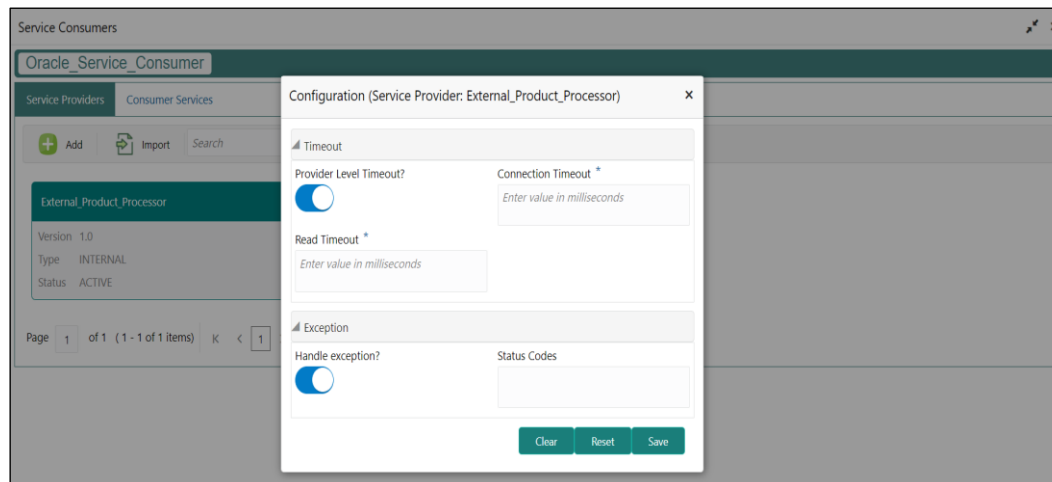 Service Consumers
Oracle_Service_Consumer
Service Providers Consumer Services
Add Import Search
External_Product_Processor
Version 1.0
Type INTERNAL
Status ACTIVE
Page 1 of 1 (1 - 1 of 1 items) K < 1
Configuration (Service Provider: External_Product_Processor) x
Timeout
Provider Level Timeout? Connection Timeout *
Enter value in milliseconds
Read Timeout *
Enter value in milliseconds
Exception
Handle exception? Status Codes
Clear Reset Save